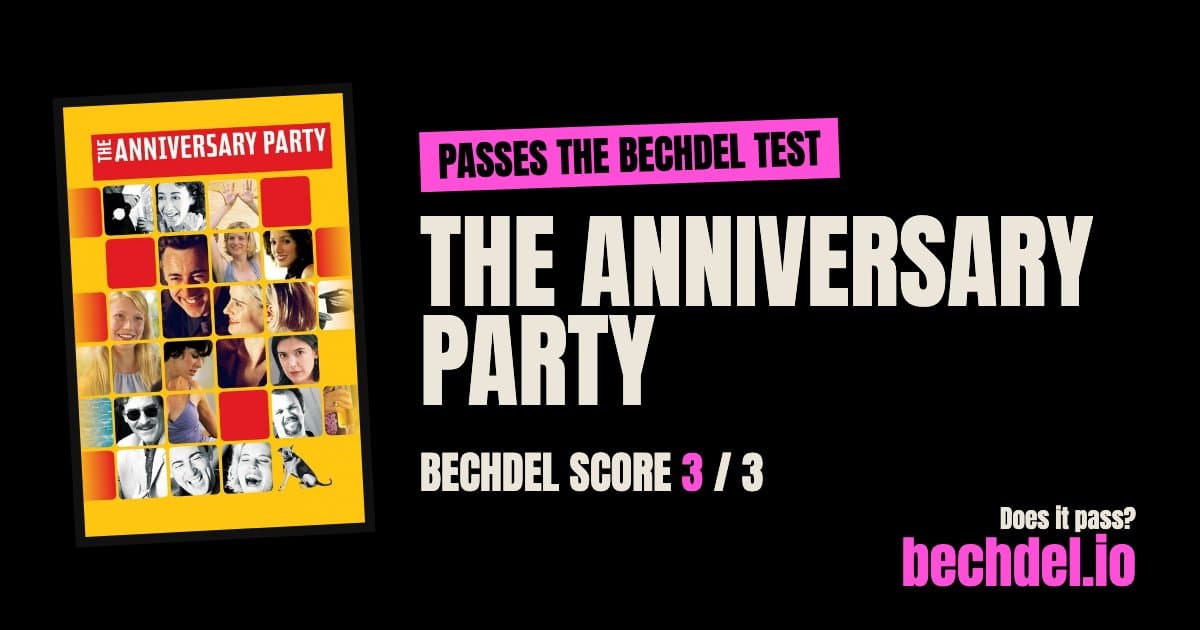 THE ANNIVERSARY PARTY
PASSES THE BECHDEL TEST
THE ANNIVERSARY
PARTY
BECHDEL SCORE 3 / 3
Does it pass?
bechdel.io